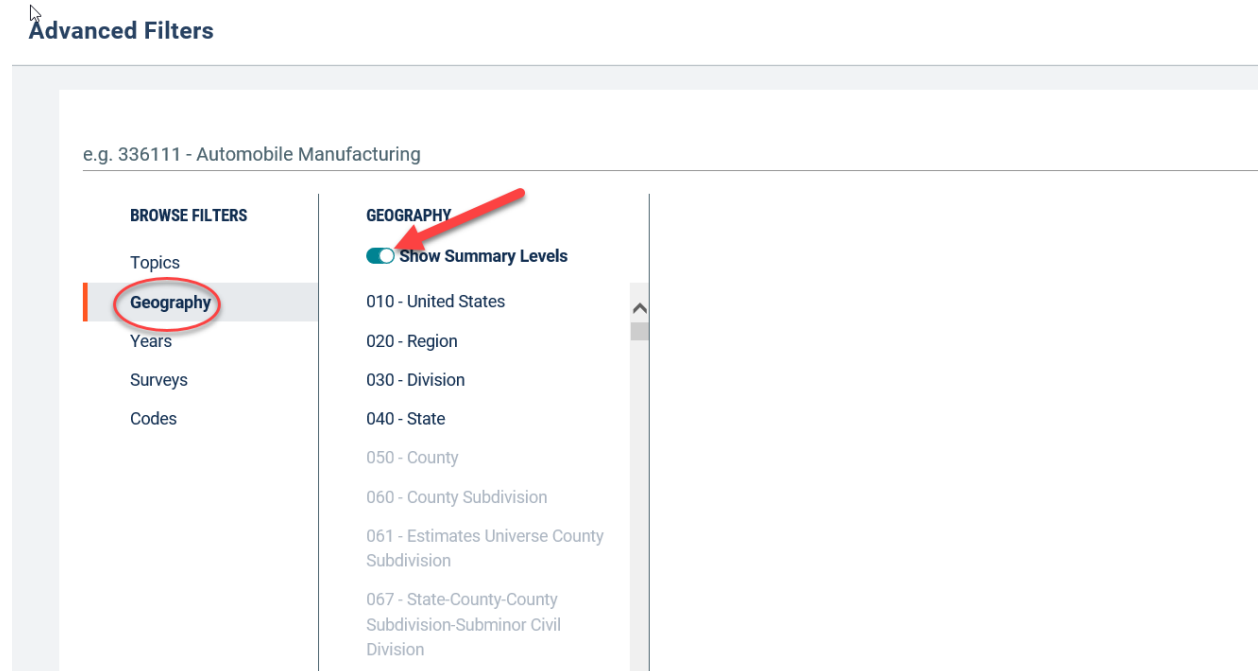 Advanced Filters
e.g. 336111 - Automobile Manufacturing
BROWSE FILTERS
Topics
Geography
Years
Surveys
Codes
GEOGRAPHY
Show Summary Levels
010 - United States
020 - Region
030 - Division
040 - State
050 - County
060 - County Subdivision
061 - Estimates Universe County
Subdivision
067 - State-County-County
Subdivision-Subminor Civil
Division